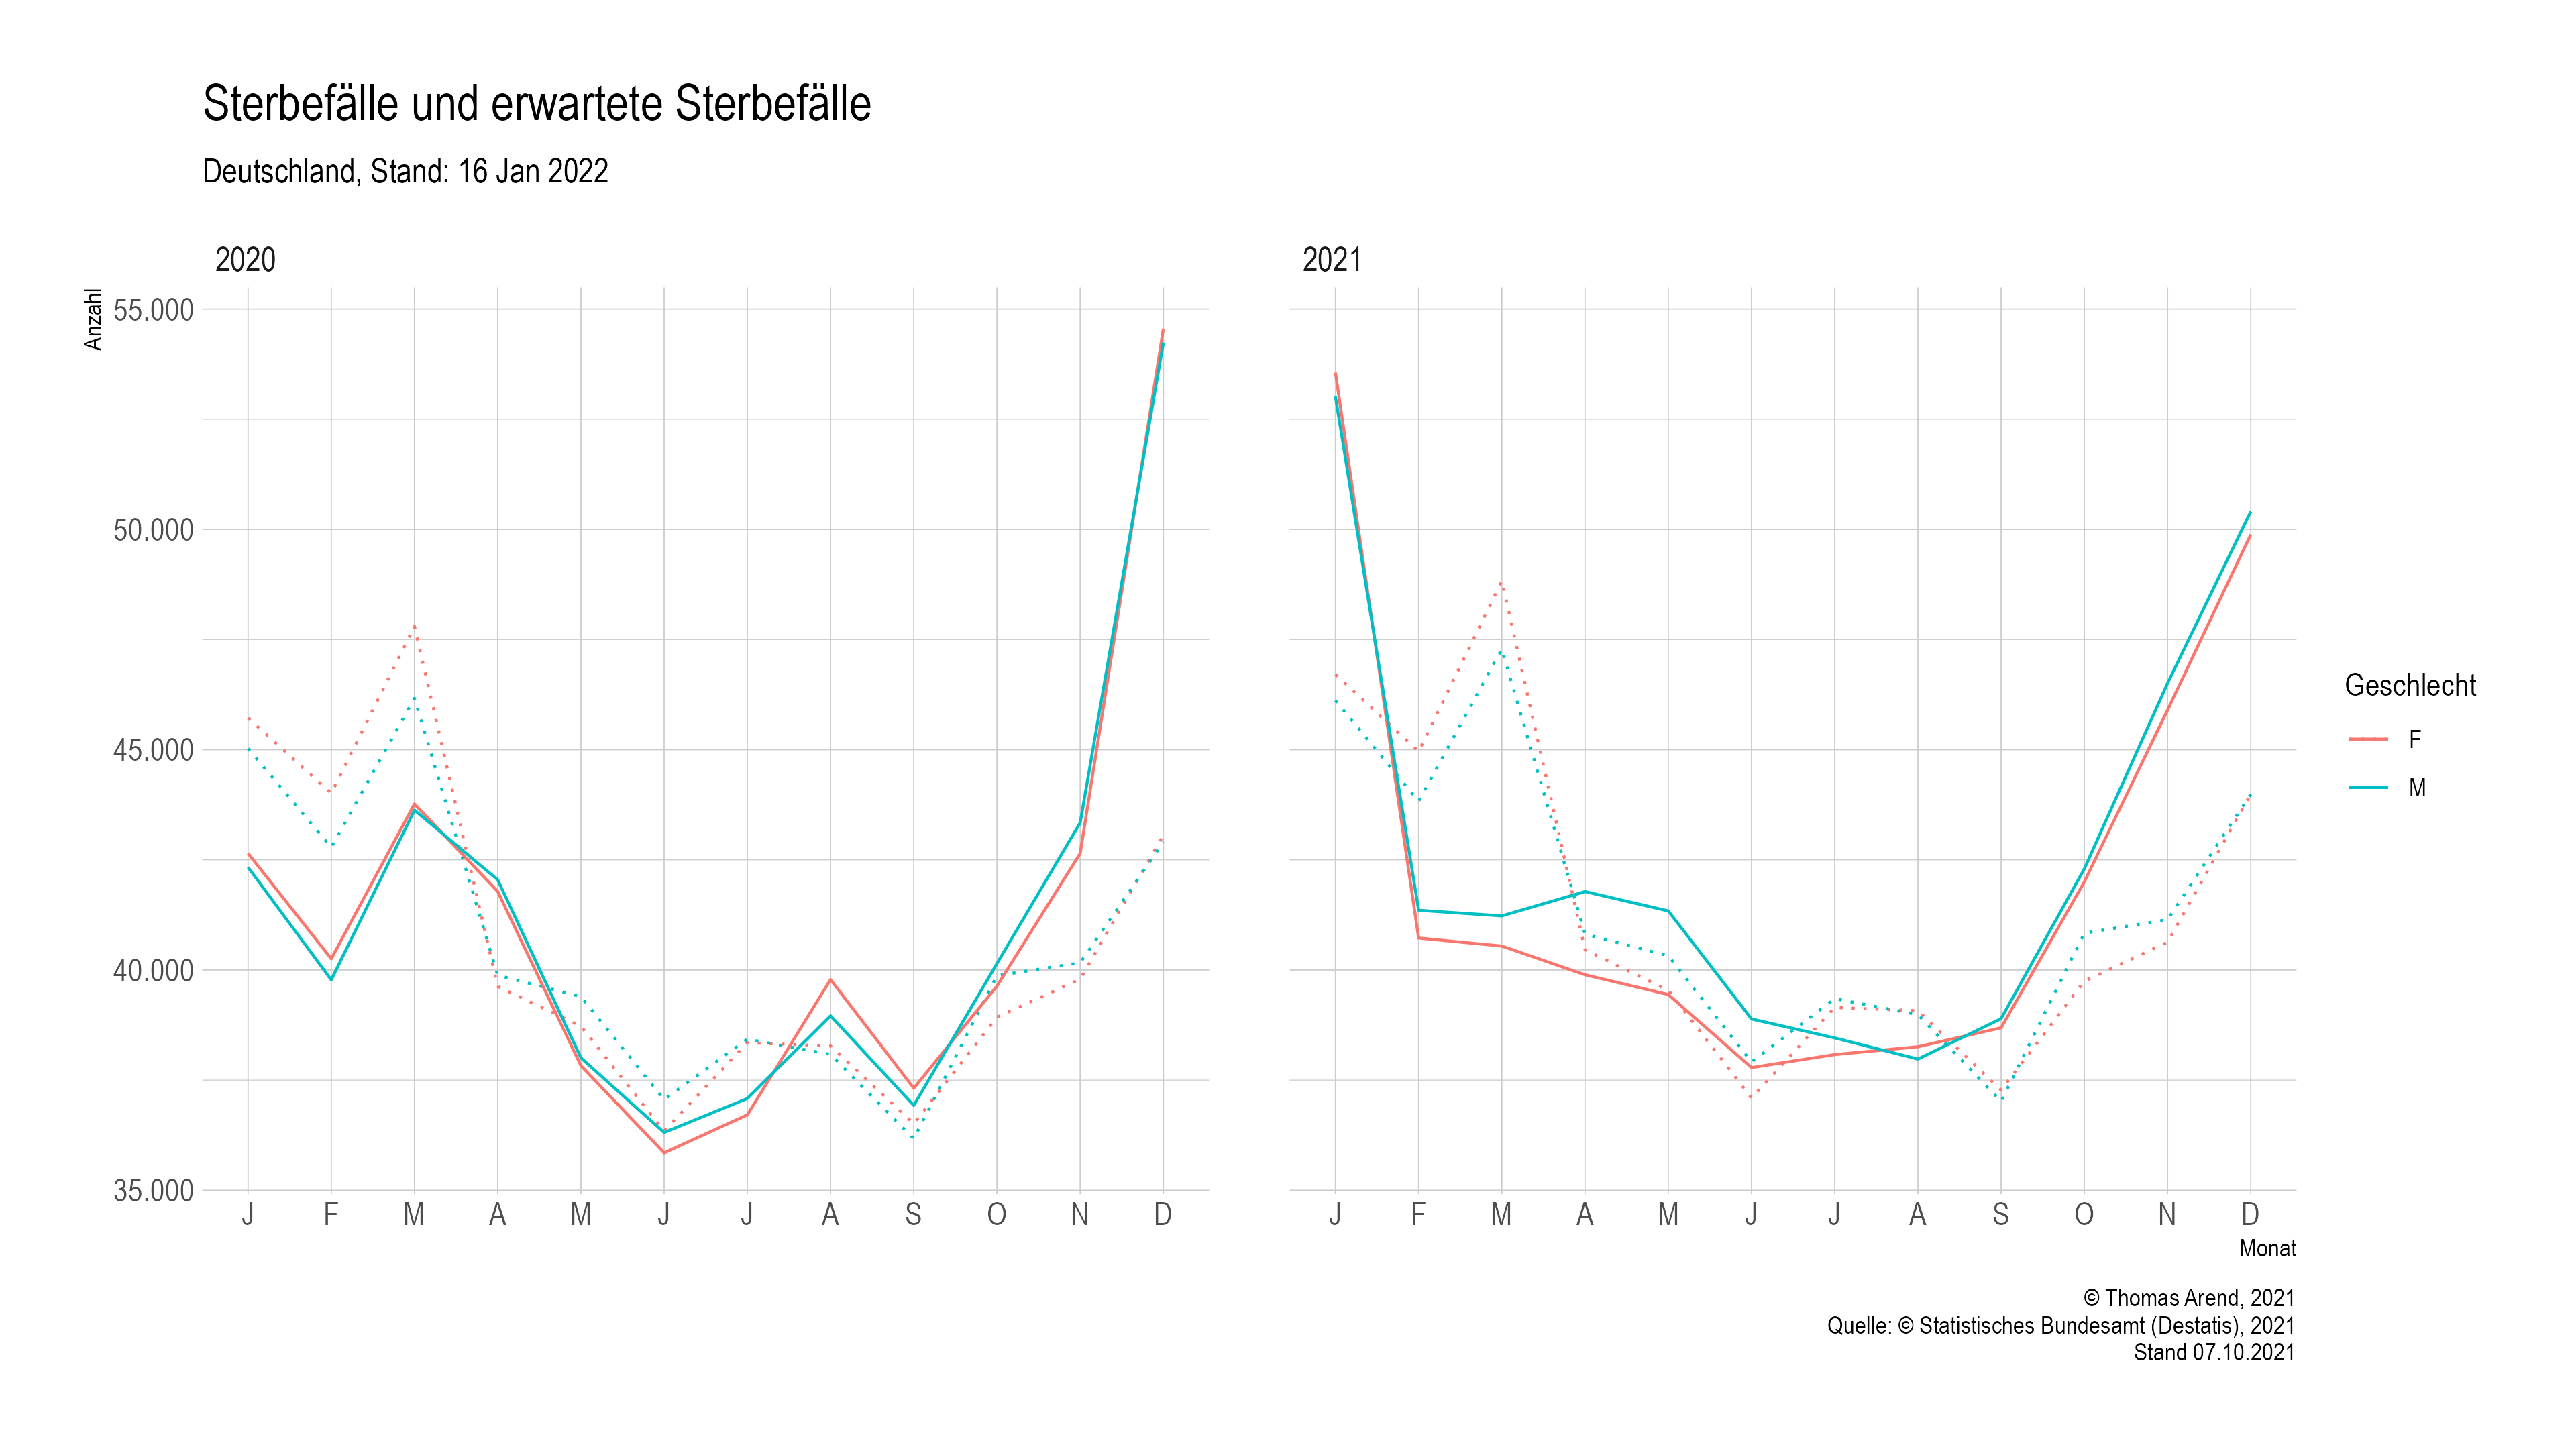 Sterbefälle und erwartete Sterbefälle
Deutschland, Stand: 16 Jan 2022
2020
2021
Anzahl
55.000
50.000
45.000
40.000
35.000
J F M A M J J A S O N D
J F M A M J J A S O N D
Monat
Geschlecht
F
M
© Thomas Arend, 2021
Quelle: © Statistisches Bundesamt (Destatis), 2021
Stand 07.10.2021